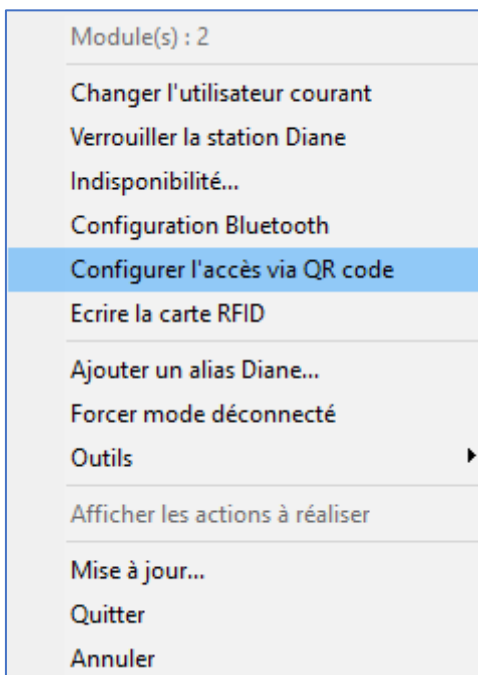 Module(s) : 2
Changer l'utilisateur courant
Verrouiller la station Diane
Indisponibilité...
Configuration Bluetooth
Configurer l'accès via QR code
Ecrire la carte RFID
Ajouter un alias Diane...
Forcer mode déconnecté
Outils
Afficher les actions à réaliser
Mise à jour...
Quitter
Annuler